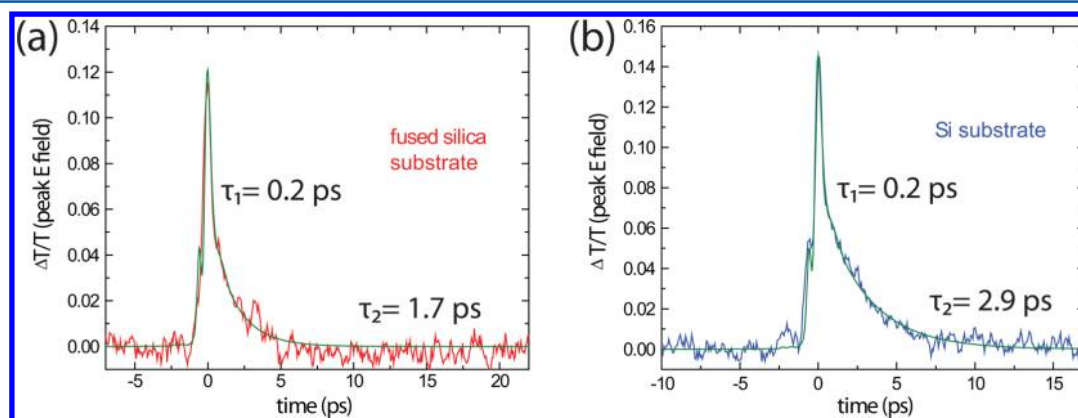 (a)
0.14
0.12
0.10
0.08
0.06
0.04
0.02
0.00
ΔT/T (peak E field)
fused silica
substrate
τ₁= 0.2 ps
τ₂= 1.7 ps
-5
0
5
10
15
20
time (ps)
(b)
0.16
0.14
0.12
0.10
0.08
0.06
0.04
0.02
0.00
ΔT/T (peak E field)
Si substrate
τ₁= 0.2 ps
τ₂= 2.9 ps
-10
-5
0
5
10
15
time (ps)